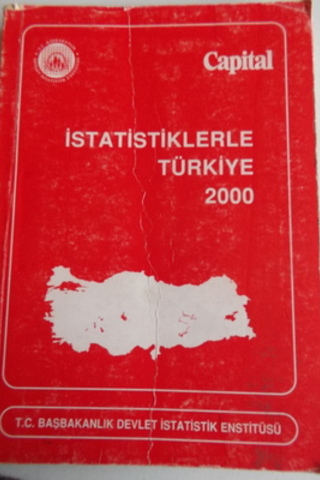 Capital
İSTATİSTİKLERLE
TÜRKİYE
2000
T.C. BAŞBAKANLIK DEVLET İSTATİSTİK ENSTİTÜSÜ